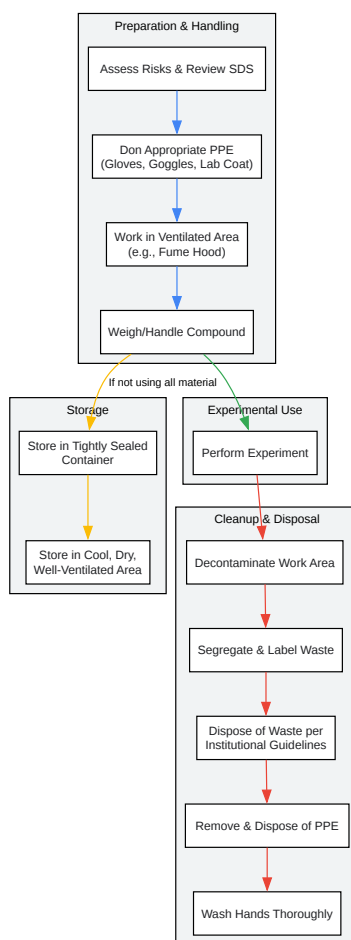 Preparation & Handling
Assess Risks & Review SDS
Don Appropriate PPE
(Gloves, Goggles, Lab Coat)
Work in Ventilated Area
(e.g., Fume Hood)
Weigh/Handle Compound
If not using all material
Storage
Store in Tightly Sealed
Container
Store in Cool, Dry,
Well-Ventilated Area
Experimental Use
Perform Experiment
Cleanup & Disposal
Decontaminate Work Area
Segregate & Label Waste
Dispose of Waste per
Institutional Guidelines
Remove & Dispose of PPE
Wash Hands Thoroughly